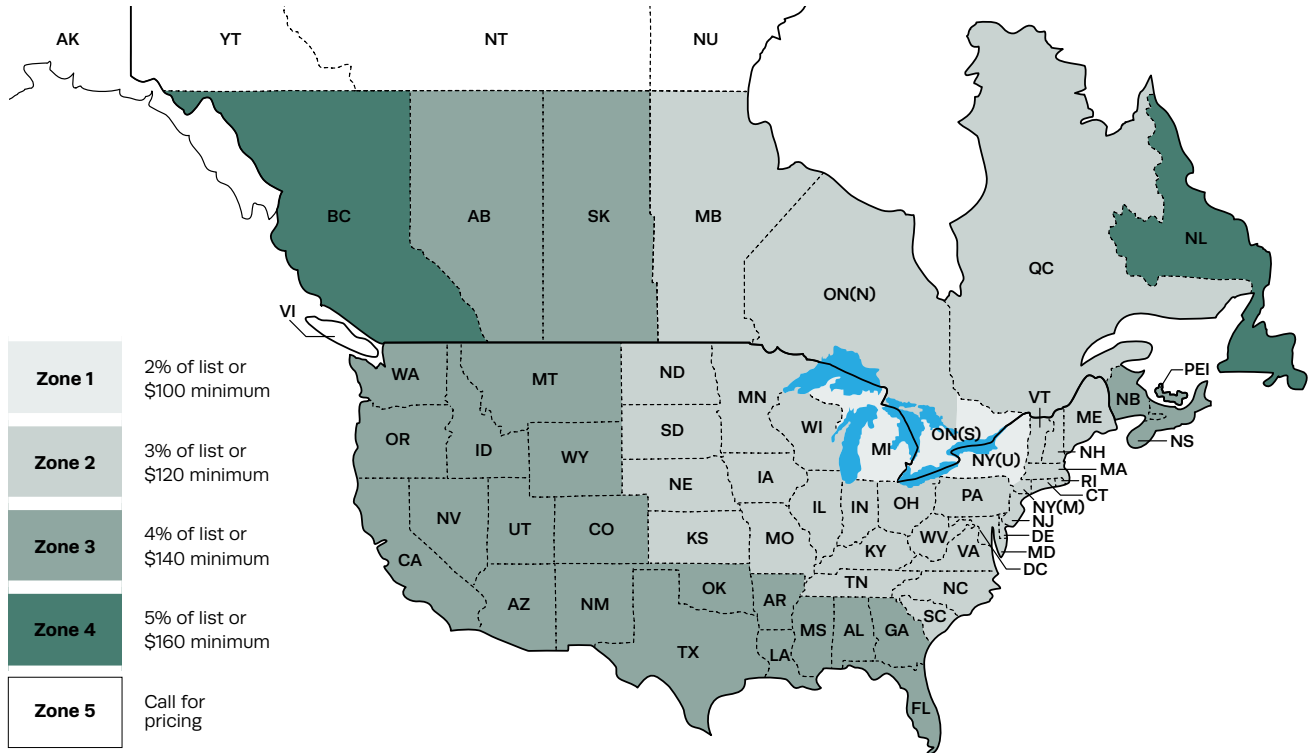 AK
YT
NT
NU
BC
AB
SK
MB
ON(N)
QC
NL
VI
Zone 1
2% of list or
$100 minimum
Zone 2
3% of list or
$120 minimum
Zone 3
4% of list or
$140 minimum
Zone 4
5% of list or
$160 minimum
Zone 5
Call for
pricing
WA
MT
ND
MN
OR
ID
WY
SD
WI
MI
ON(S)
NY(U)
VT
ME
NB
PEI
NS
NH
MA
RI
CT
NY(M)
NJ
DE
MD
DC
NV
UT
CO
NE
IA
IL
IN
OH
PA
CA
AZ
NM
KS
MO
KY
WV
VA
OK
AR
TN
NC
SC
TX
LA
MS
AL
GA
FL